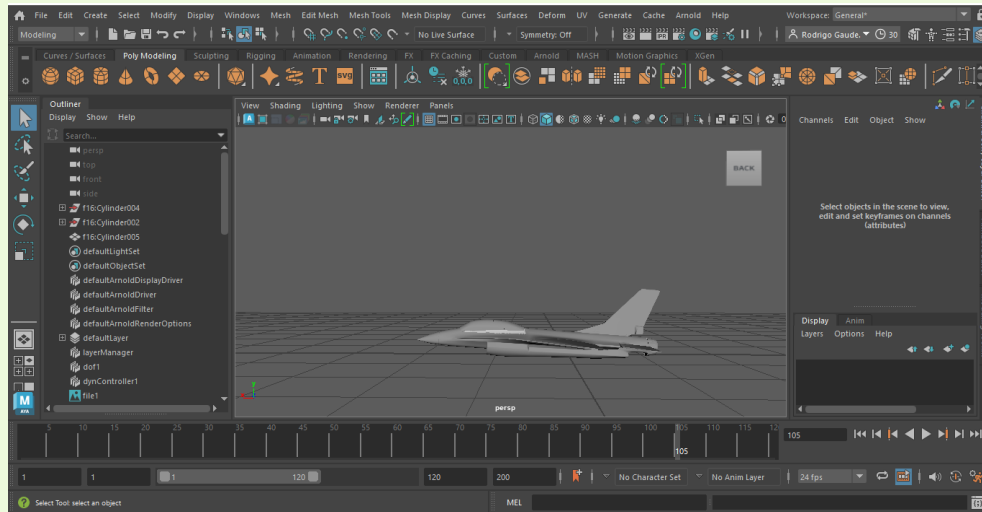 File Edit Create Select Modify Display Windows Mesh Edit Mesh Mesh Tools Mesh Display Curves Surfaces Deform UV Generate Cache Arnold Help Workspace: General*
Modeling No Live Surface Symmetry: Off Rodrigo Gaude. 30
Curves / Surfaces Poly Modeling Sculpting Rigging Animation Rendering FX FX Caching Custom Arnold MASH Motion Graphics XGen
T SVG 0,0,0
Outliner
Display Show Help
Search...
persp
top
front
side
f16:Cylinder004
f16:Cylinder002
f16:Cylinder005
defaultLightSet
defaultObjectSet
defaultArnoldDisplayDriver
defaultArnoldDriver
defaultArnoldFilter
defaultArnoldRenderOptions
defaultLayer
layerManager
dof1
dynController1
file1
View Shading Lighting Show Renderer Panels
BACK
persp
Channels Edit Object Show
Select objects in the scene to view,
edit and set keyframes on channels
(attributes)
Display Anim
Layers Options Help
M
5 10 15 20 25 30 35 40 45 50 55 60 65 70 75 80 85 90 95 100 105 110 115 12
105
105
1 1 1 120 120 200 No Character Set No Anim Layer 24 fps
Select Tool: select an object MEL